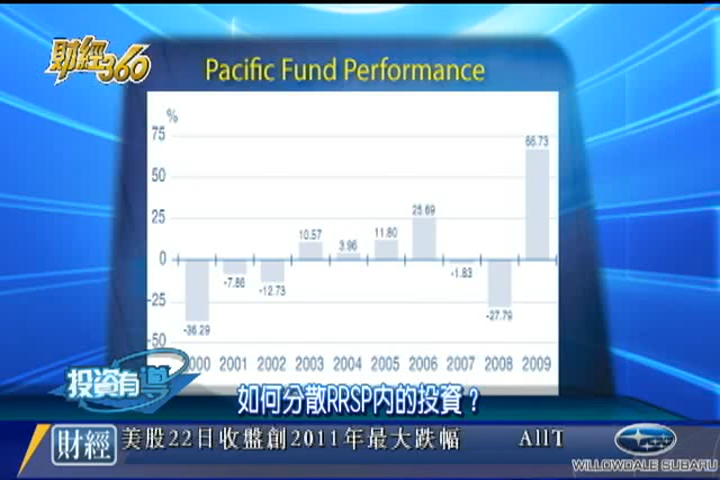 財經360
Pacific Fund Performance
%
75
50
25
0
-25
-50
66.73
25.69
10.57
3.96
11.80
-7.86
-12.73
-1.83
-36.29
-27.79
2001 2002 2003 2004 2005 2006 2007 2008 2009
投資有導
如何分散RRSP内的投資？
財經 美股22日收盤創2011年最大跌幅 AllT
WILLOWDALE SUBARU